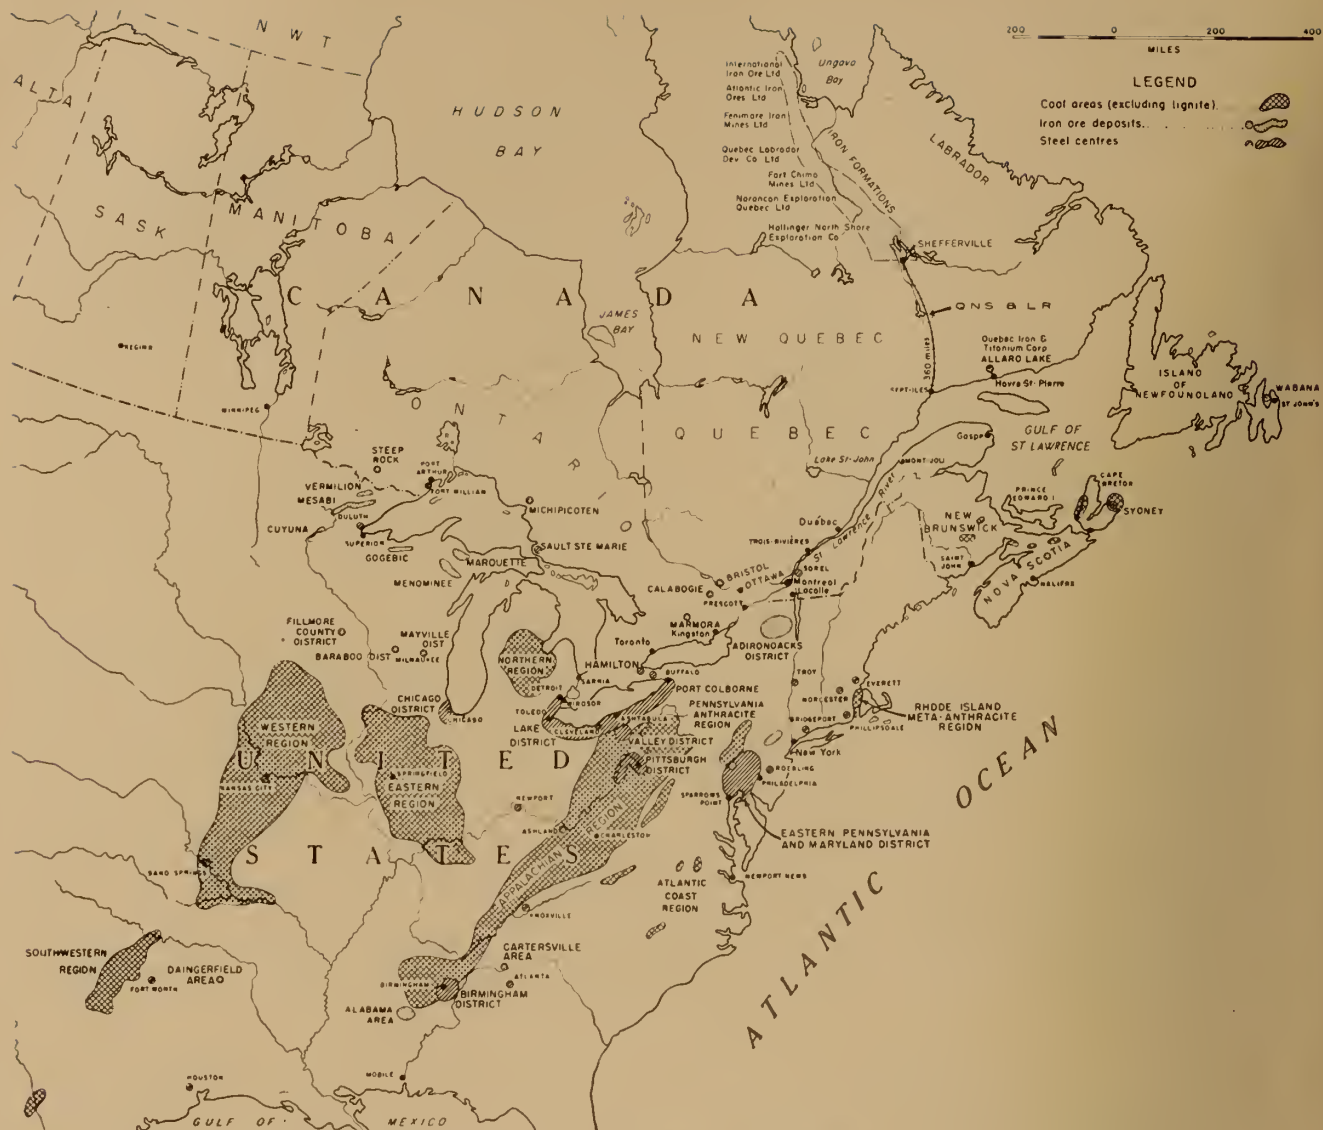 200 0 200 400
MILES
LEGEND
Coal areas (excluding lignite)
Iron ore deposits
Steel centres
N W T
ALTA
SASK
MANITOBA
HUDSON
BAY
Ungava
Bay
LABRADOR
IRON FORMATIONS
International
Iron Ore Ltd
Atlantic Iron
Ores Ltd
Fenimore Iron
Mines Ltd
Quebec Labrador
Dev Co Ltd
Fort Chimo
Mines Ltd
Norancon Exploration
Quebec Ltd
Hollinger North Shore
Exploration Co
SHEFFERVILLE
CANADA
JAMES
BAY
NEW QUEBEC
QNS & LR
360 miles
Quebec Iron &
Titanium Corp
ALLARD LAKE
Havre St-Pierre
SEPT-ILES
REGINA
WINNIPEG
ONTARIO
QUEBEC
ISLAND
OF
NEWFOUNDLAND
WABANA
ST JOHN'S
Gaspe
GULF OF
ST LAWRENCE
Lake St-John
MONT JOLI
St Lawrence River
STEEP
ROCK
PORT
ARTHUR
FORT WILLIAM
VERMILION
MESABI
CUYUNA
DULUTH
SUPERIOR
GOGEBIC
MICHIPICOTEN
MARQUETTE
MENOMINEE
SAULT STE MARIE
PRINCE
EDWARD I
CAPE
BRETON
SYDNEY
NEW
BRUNSWICK
SAINT
JOHN
NOVA SCOTIA
HALIFAX
Québec
TROIS-RIVIÈRES
SOREL
Montreal
Lacolle
BRISTOL
OTTAWA
CALABOGIE
PRESCOTT
MARMORA
Kingston
ADIRONDACKS
DISTRICT
Toronto
HAMILTON
BUFFALO
PORT COLBORNE
FILLMORE
COUNTY
DISTRICT
BARABOO DIST
MAYVILLE
DIST
MILWAUKEE
NORTHERN
REGION
SARNIA
DETROIT
WINDSOR
TOLEDO
LAKE
DISTRICT
CLEVELAND
ASHTABULA
CHICAGO
DISTRICT
CHICAGO
TROY
WORCESTER
EVERETT
BRIDGEPORT
PHILLIPSDALE
RHODE ISLAND
META-ANTHRACITE
REGION
PENNSYLVANIA
ANTHRACITE
REGION
VALLEY DISTRICT
PITTSBURGH
DISTRICT
New York
ROEBLING
PHILADELPHIA
SPARROWS
POINT
EASTERN PENNSYLVANIA
AND MARYLAND DISTRICT
WESTERN
REGION
UNITED
KANSAS CITY
SPRINGFIELD
EASTERN
REGION
NEWPORT
ASHLAND
CHARLESTON
APPALACHIAN REGION
STATES
SAND SPRINGS
KNOXVILLE
ATLANTIC
COAST
REGION
NEWPORT NEWS
ATLANTIC OCEAN
SOUTHWESTERN
REGION
DAINGERFIELD
AREA
FORT WORTH
CARTERSVILLE
AREA
ATLANTA
BIRMINGHAM
BIRMINGHAM
DISTRICT
ALABAMA
AREA
HOUSTON
MOBILE
GULF OF MEXICO